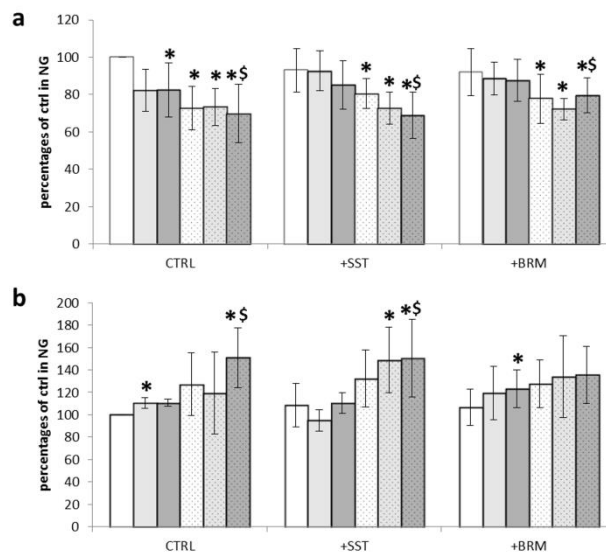 a
percentages of ctrl in NG
120
100
80
60
40
20
0
* * * *$ * * *$ * * *
CTRL +SST +BRM
b
percentages of ctrl in NG
200
180
160
140
120
100
80
60
40
20
0
* *$ * *$ *
CTRL +SST +BRM